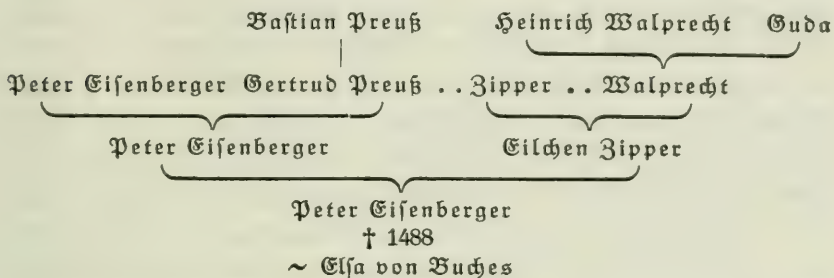 Baſtian Preuß Heinrich Walprecht Guda
Peter Eiſenberger Gertrud Preuß .. Zipper .. Walprecht
Peter Eiſenberger Eilchen Zipper
Peter Eiſenberger
† 1488
~ Elſa von Buches